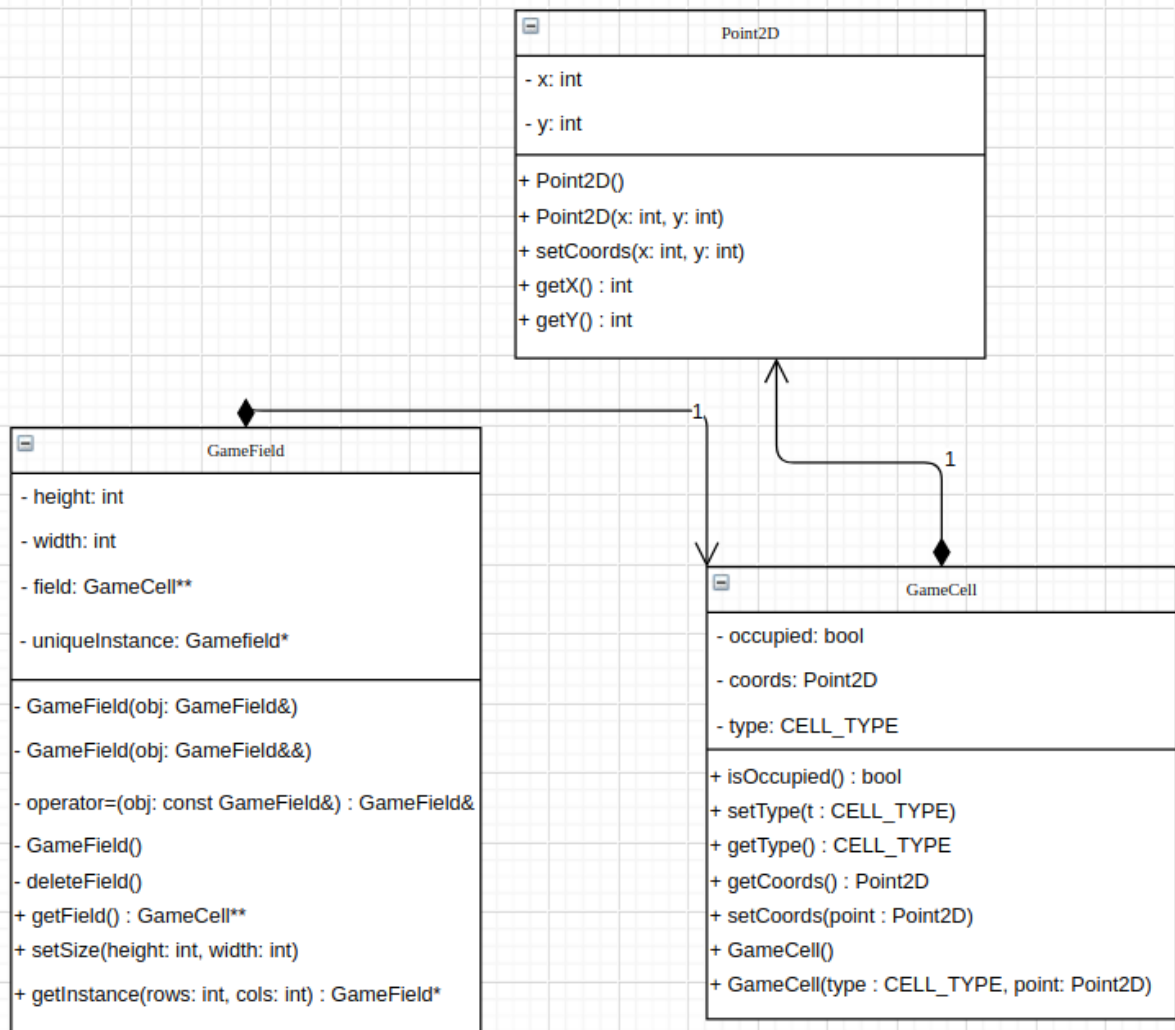 Point2D
- x: int
- y: int
+ Point2D()
+ Point2D(x: int, y: int)
+ setCoords(x: int, y: int)
+ getX() : int
+ getY() : int
1
1
GameField
- height: int
- width: int
- field: GameCell**
- uniqueInstance: Gamefield*
- GameField(obj: GameField&)
- GameField(obj: GameField&&)
- operator=(obj: const GameField&) : GameField&
- GameField()
- deleteField()
+ getField() : GameCell**
+ setSize(height: int, width: int)
+ getInstance(rows: int, cols: int) : GameField*
GameCell
- occupied: bool
- coords: Point2D
- type: CELL_TYPE
+ isOccupied() : bool
+ setType(t : CELL_TYPE)
+ getType() : CELL_TYPE
+ getCoords() : Point2D
+ setCoords(point : Point2D)
+ GameCell()
+ GameCell(type : CELL_TYPE, point: Point2D)